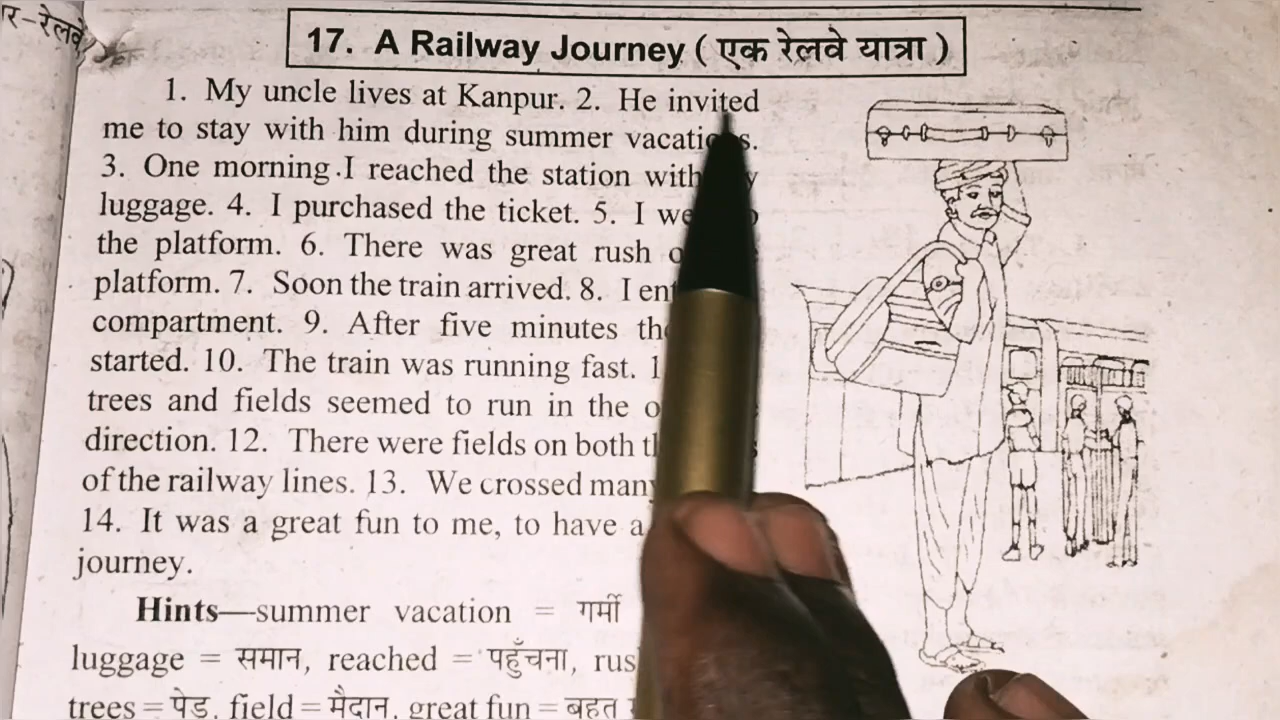 र-रेलवे
17. A Railway Journey ( एक रेलवे यात्रा )
1. My uncle lives at Kanpur. 2. He invited
me to stay with him during summer
3. One morning I reached the station with
luggage. 4. I purchased the ticket. 5. I
the platform. 6. There was great rush
platform. 7. Soon the train arrived. 8. I
compartment. 9. After five minutes
started. 10. The train was running fast.
trees and fields seemed to run in the
direction. 12. There were fields on both
of the railway lines. 13. We crossed
14. It was a great fun to me, to have a
journey.
Hints—summer vacation = गर्मी
luggage = समान, reached = पहुँचना,
trees = पेड़, field = मैदान, great fun = बहुत